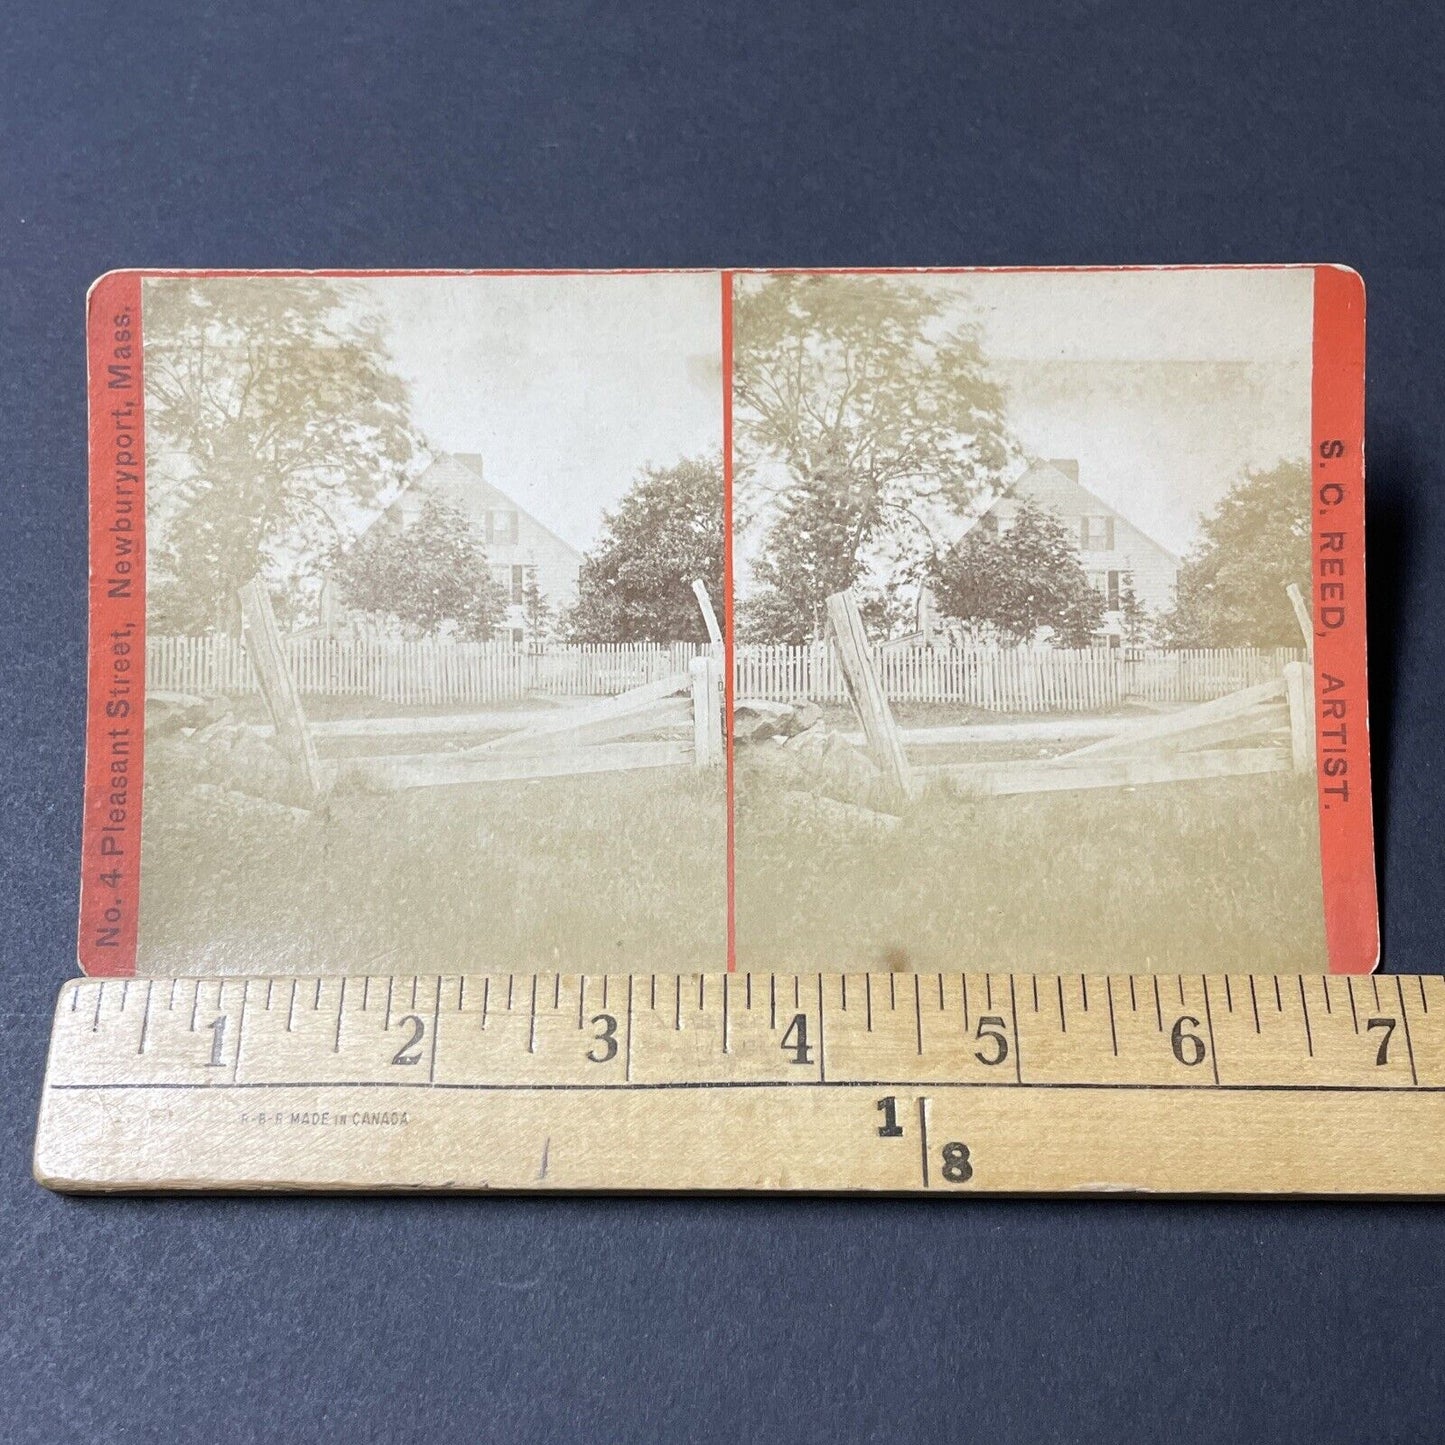 No. 4 Pleasant Street, Newburyport, Mass.
S. C. REED, ARTIST.
1 2 3 4 5 6 7
R-B-R MADE IN CANADA
1
8